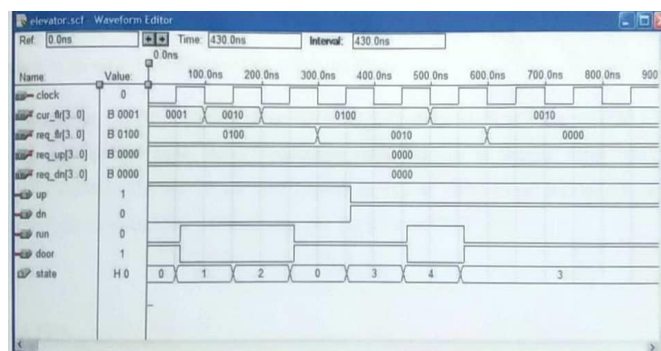 elevator.scf - Waveform Editor
Ref: 0.0ns Time: 430.0ns Interval: 430.0ns
0.0ns
Name: Value: 100.0ns 200.0ns 300.0ns 400.0ns 500.0ns 600.0ns 700.0ns 800.0ns 900
clock 0
cur_flr[3..0] B 0001 0001 0010 0100 0010
req_flr[3..0] B 0100 0100 0010 0000
req_up[3..0] B 0000 0000
req_dn[3..0] B 0000 0000
up 1
dn 0
run 0
door 1
state H 0 0 1 2 0 3 4 3